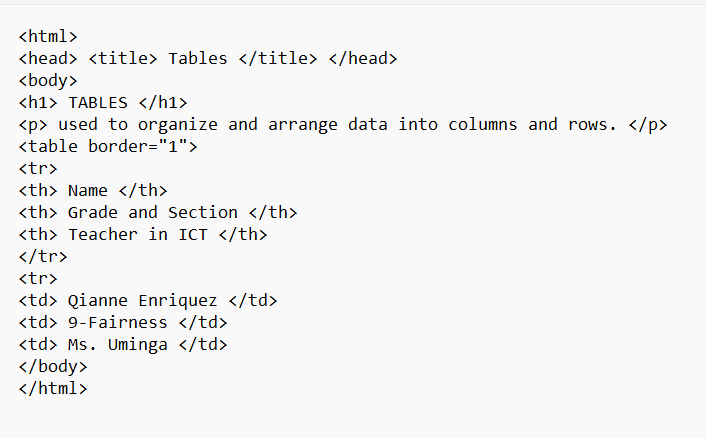 <html>
<head> <title> Tables </title> </head>
<body>
<h1> TABLES </h1>
<p> used to organize and arrange data into columns and rows. </p>
<table border="1">
<tr>
<th> Name </th>
<th> Grade and Section </th>
<th> Teacher in ICT </th>
</tr>
<tr>
<td> Qianne Enriquez </td>
<td> 9-Fairness </td>
<td> Ms. Uminga </td>
</body>
</html>